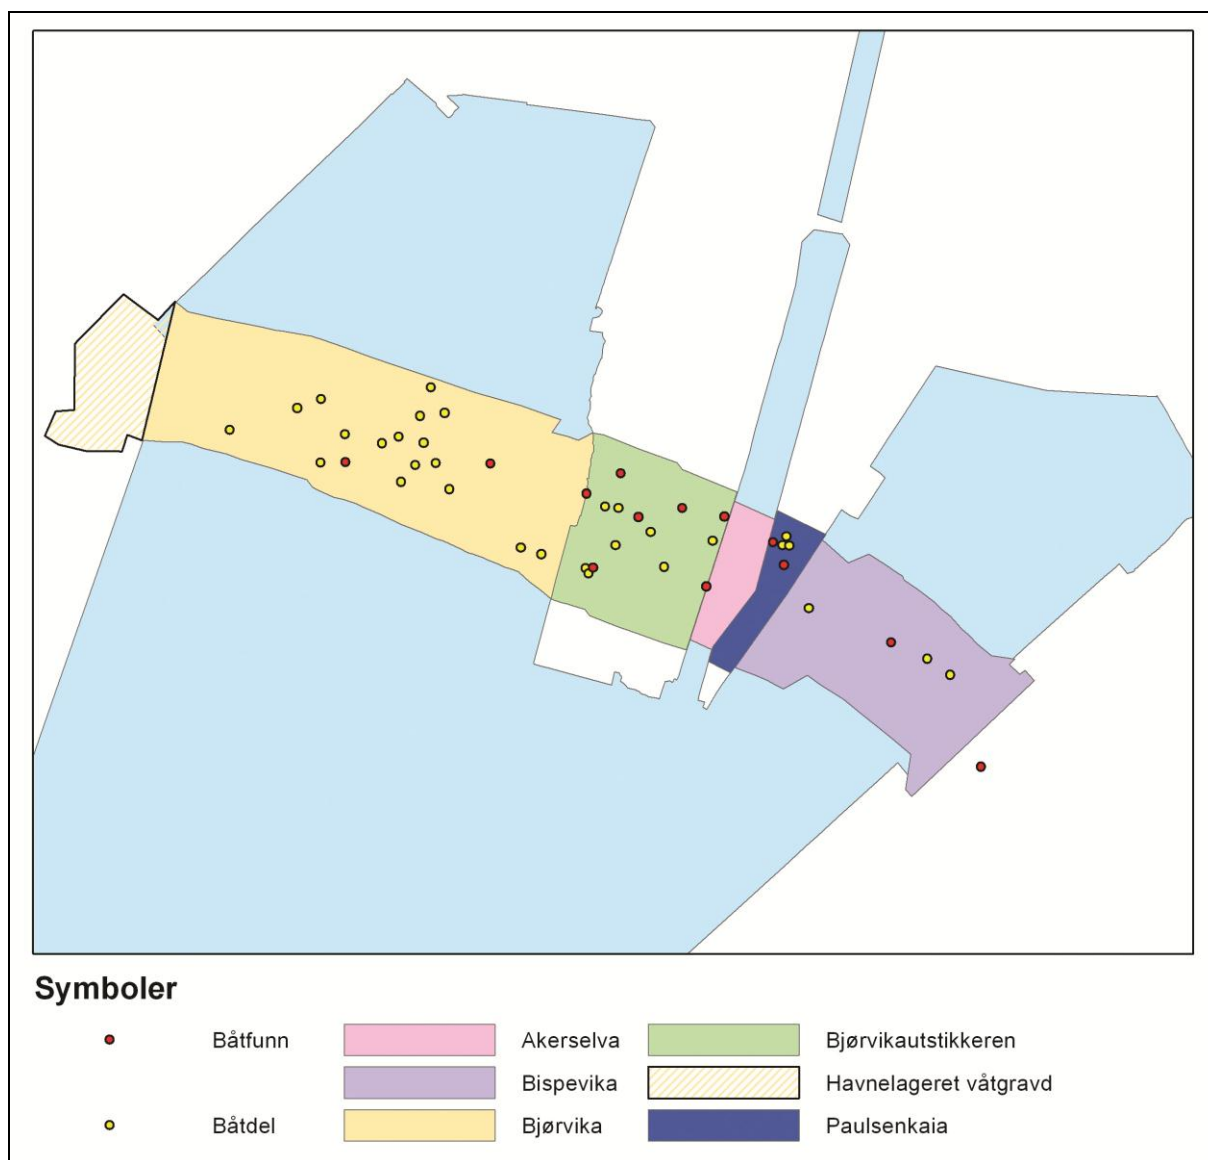 Symboler
Båtfunn Akerselva Bjørvikautstikkeren
Bispevika Havnelageret våtgravd
Båtdel Bjørvika Paulsenkaia